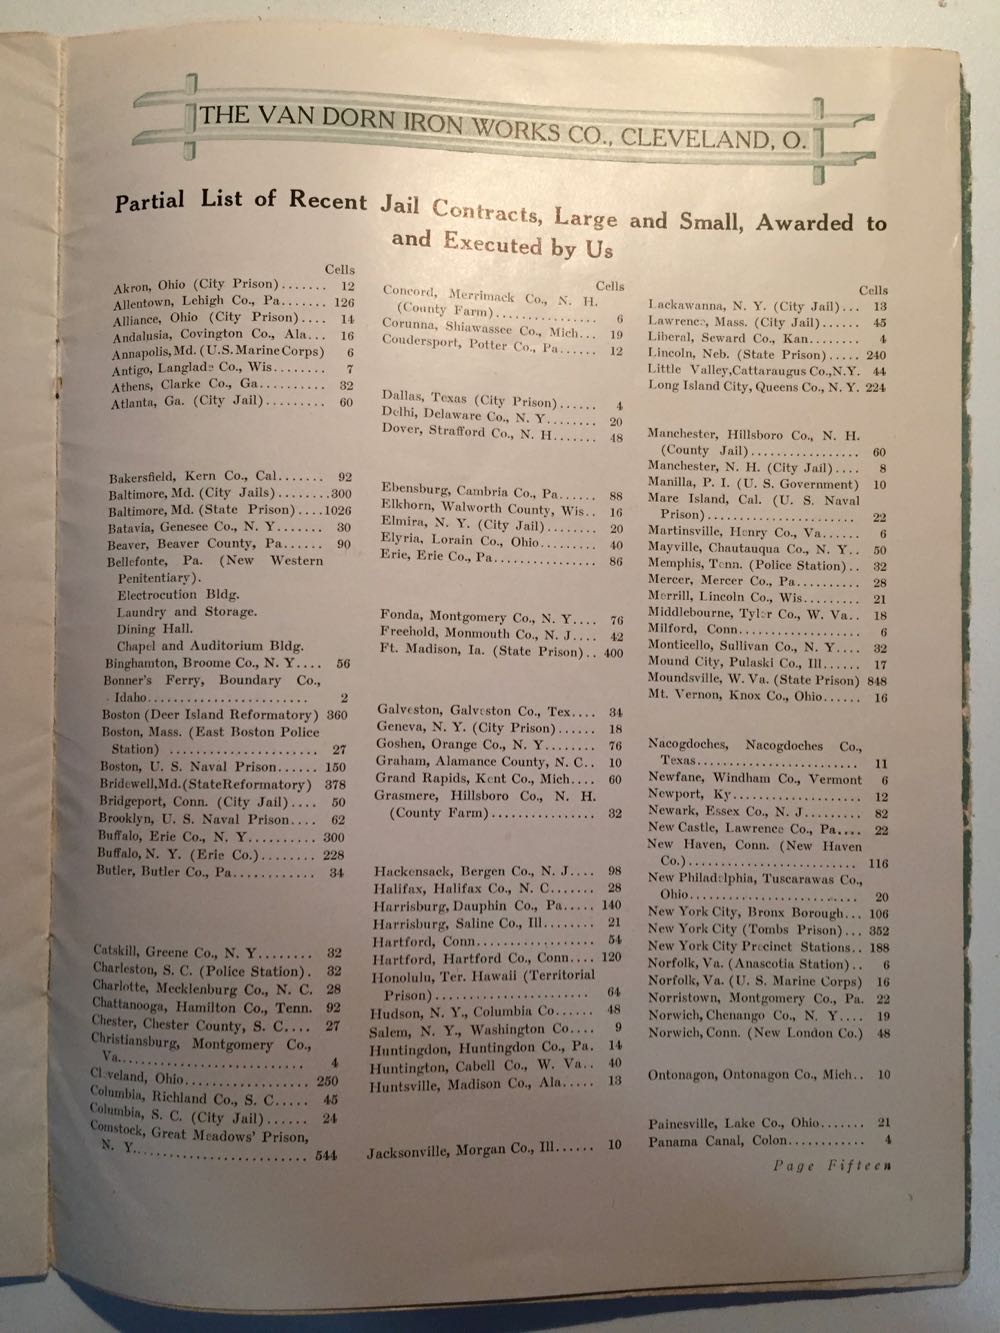 THE VAN DORN IRON WORKS CO., CLEVELAND, O.
Partial List of Recent Jail Contracts, Large and Small, Awarded to
and Executed by Us
Cells
Akron, Ohio (City Prison)....... 12
Allentown, Lehigh Co., Pa....... 126
Alliance, Ohio (City Prison).... 14
Andalusia, Covington Co., Ala... 16
Annapolis, Md. (U.S. Marine Corps) 6
Antigo, Langlade Co., Wis........ 7
Athens, Clarke Co., Ga.......... 32
Atlanta, Ga. (City Jail)......... 60
Bakersfield, Kern Co., Cal....... 92
Baltimore, Md. (City Jails)........300
Baltimore, Md. (State Prison)....1026
Batavia, Genesee Co., N. Y....... 30
Beaver, Beaver County, Pa...... 90
Bellefonte, Pa. (New Western
Penitentiary).
Electrocution Bldg.
Laundry and Storage.
Dining Hall.
Chapel and Auditorium Bldg.
Binghamton, Broome Co., N. Y.... 56
Bonner's Ferry, Boundary Co.,
Idaho....................... 2
Boston (Deer Island Reformatory) 360
Boston, Mass. (East Boston Police
Station) ..................... 27
Boston, U. S. Naval Prison...... 150
Bridewell, Md. (State Reformatory) 378
Bridgeport, Conn. (City Jail).... 50
Brooklyn, U. S. Naval Prison.... 62
Buffalo, Erie Co., N. Y.......... 300
Buffalo, N. Y. (Erie Co.)........ 228
Butler, Butler Co., Pa............ 34
Catskill, Greene Co., N. Y........ 32
Charleston, S. C. (Police Station). 32
Charlotte, Mecklenburg Co., N. C. 28
Chattanooga, Hamilton Co., Tenn. 92
Chester, Chester County, S. C.... 27
Christiansburg, Montgomery Co.,
Va............................. 4
Cleveland, Ohio................. 250
Columbia, Richland Co., S. C..... 45
Columbia, S. C. (City Jail)...... 24
Comstock, Great Meadows' Prison,
N. Y........................... 544
Cells
Concord, Merrimack Co., N. H.
(County Farm)................ 6
Corunna, Shiawassee Co., Mich... 19
Coudersport, Potter Co., Pa...... 12
Dallas, Texas (City Prison)...... 4
Delhi, Delaware Co., N. Y........ 20
Dover, Strafford Co., N. H....... 48
Ebensburg, Cambria Co., Pa...... 88
Elkhorn, Walworth County, Wis.. 16
Elmira, N. Y. (City Jail)........ 20
Elyria, Lorain Co., Ohio......... 40
Erie, Erie Co., Pa................ 86
Fonda, Montgomery Co., N. Y.... 76
Freehold, Monmouth Co., N. J.... 42
Ft. Madison, Ia. (State Prison).. 400
Galveston, Galveston Co., Tex.... 34
Geneva, N. Y. (City Prison)...... 18
Goshen, Orange Co., N. Y........ 76
Graham, Alamance County, N. C.. 10
Grand Rapids, Kent Co., Mich.... 60
Grasmere, Hillsboro Co., N. H.
(County Farm)................ 32
Hackensack, Bergen Co., N. J.... 98
Halifax, Halifax Co., N. C....... 28
Harrisburg, Dauphin Co., Pa..... 140
Harrisburg, Saline Co., Ill........ 21
Hartford, Conn.................. 54
Hartford, Hartford Co., Conn.... 120
Honolulu, Ter. Hawaii (Territorial
Prison)...................... 64
Hudson, N. Y., Columbia Co...... 48
Salem, N. Y., Washington Co.... 9
Huntingdon, Huntingdon Co., Pa. 14
Huntington, Cabell Co., W. Va.. 40
Huntsville, Madison Co., Ala..... 13
Jacksonville, Morgan Co., Ill...... 10
Cells
Lackawanna, N. Y. (City Jail)... 13
Lawrence, Mass. (City Jail)...... 45
Liberal, Seward Co., Kan........ 4
Lincoln, Neb. (State Prison)..... 240
Little Valley, Cattaraugus Co., N.Y. 44
Long Island City, Queens Co., N. Y. 224
Manchester, Hillsboro Co., N. H.
(County Jail)................. 60
Manchester, N. H. (City Jail).... 8
Manilla, P. I. (U. S. Government) 10
Mare Island, Cal. (U. S. Naval
Prison)....................... 22
Martinsville, Henry Co., Va...... 6
Mayville, Chautauqua Co., N. Y.. 50
Memphis, Tenn. (Police Station).. 32
Mercer, Mercer Co., Pa.......... 28
Merrill, Lincoln Co., Wis......... 21
Middlebourne, Tyler Co., W. Va.. 18
Milford, Conn................... 6
Monticello, Sullivan Co., N. Y.... 32
Mound City, Pulaski Co., Ill...... 17
Moundsville, W. Va. (State Prison) 848
Mt. Vernon, Knox Co., Ohio...... 16
Nacogdoches, Nacogdoches Co.,
Texas......................... 11
Newfane, Windham Co., Vermont 6
Newport, Ky.................... 12
Newark, Essex Co., N. J......... 82
New Castle, Lawrence Co., Pa.... 22
New Haven, Conn. (New Haven
Co.).......................... 116
New Philadelphia, Tuscarawas Co.,
Ohio.......................... 20
New York City, Bronx Borough... 106
New York City (Tombs Prison)... 352
New York City Precinct Stations.. 188
Norfolk, Va. (Anascotia Station).. 6
Norfolk, Va. (U. S. Marine Corps) 16
Norristown, Montgomery Co., Pa. 22
Norwich, Chenango Co., N. Y.... 19
Norwich, Conn. (New London Co.) 48
Ontonagon, Ontonagon Co., Mich.. 10
Painesville, Lake Co., Ohio....... 21
Panama Canal, Colon............ 4
Page Fifteen